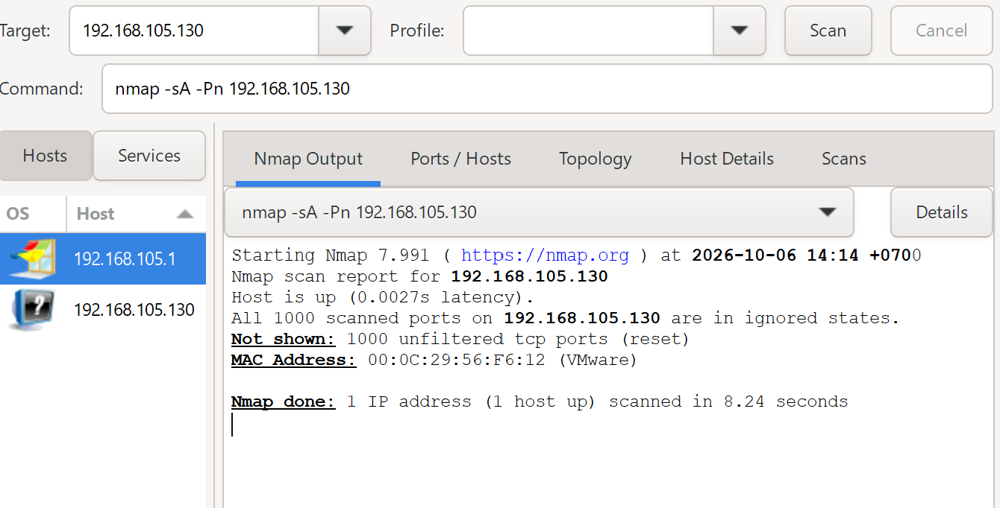 Target: 192.168.105.130 Profile: Scan Cancel
Command: nmap -sA -Pn 192.168.105.130
Hosts Services Nmap Output Ports / Hosts Topology Host Details Scans
OS Host
nmap -sA -Pn 192.168.105.130 Details
192.168.105.1
192.168.105.130
Starting Nmap 7.991 ( https://nmap.org ) at 2026-10-06 14:14 +0700
Nmap scan report for 192.168.105.130
Host is up (0.0027s latency).
All 1000 scanned ports on 192.168.105.130 are in ignored states.
Not shown: 1000 unfiltered tcp ports (reset)
MAC Address: 00:0C:29:56:F6:12 (VMware)
Nmap done: 1 IP address (1 host up) scanned in 8.24 seconds